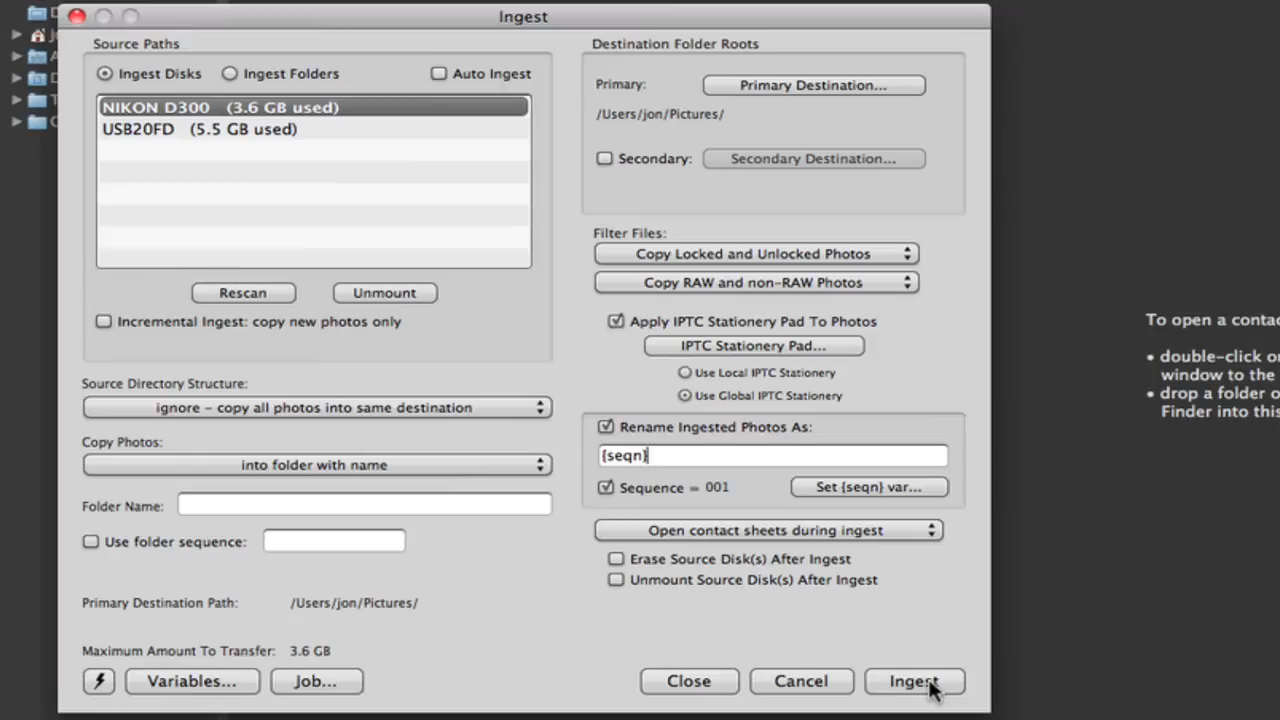 Ingest
Source Paths
Ingest Disks
Ingest Folders
Auto Ingest
NIKON D300 (3.6 GB used)
USB20FD (5.5 GB used)
Rescan
Unmount
Incremental Ingest: copy new photos only
Source Directory Structure:
ignore – copy all photos into same destination
Copy Photos:
into folder with name
Folder Name:
Use folder sequence:
Primary Destination Path: /Users/jon/Pictures/
Maximum Amount To Transfer: 3.6 GB
Variables...
Job...
Destination Folder Roots
Primary:
Primary Destination...
/Users/jon/Pictures/
Secondary:
Secondary Destination...
Filter Files:
Copy Locked and Unlocked Photos
Copy RAW and non-RAW Photos
Apply IPTC Stationery Pad To Photos
IPTC Stationery Pad...
Use Local IPTC Stationery
Use Global IPTC Stationery
Rename Ingested Photos As:
{seqn}
Sequence = 001
Set {seqn} var...
Open contact sheets during ingest
Erase Source Disk(s) After Ingest
Unmount Source Disk(s) After Ingest
Close
Cancel
Ingest
To open a contac
• double-click o
window to the
• drop a folder o
Finder into this